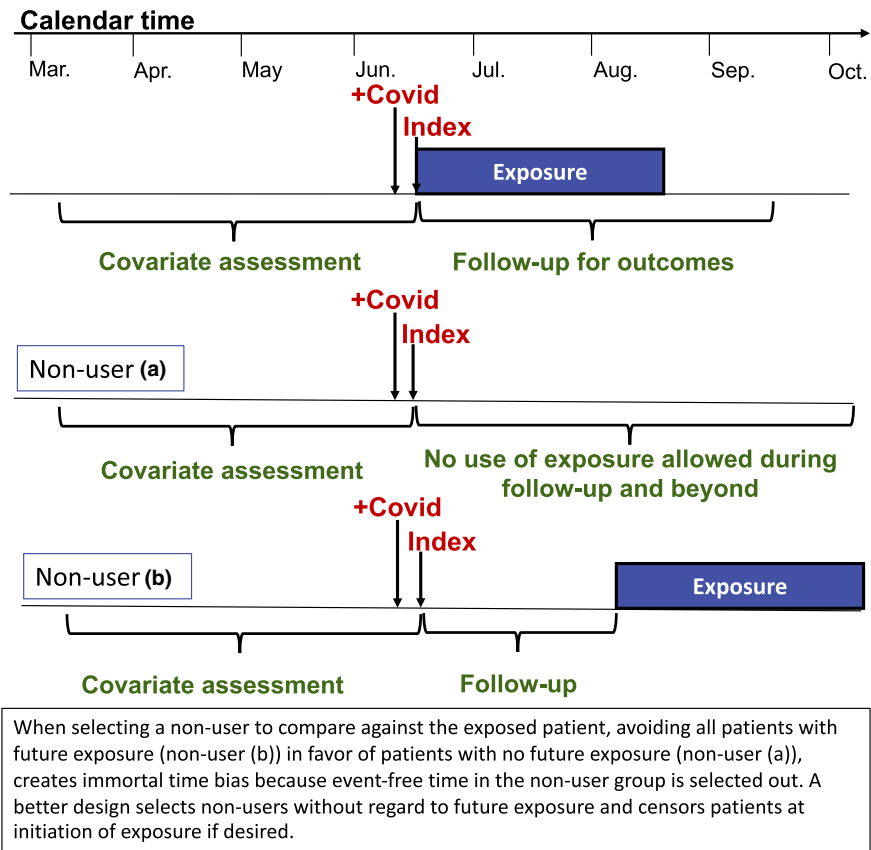 Calendar time
Mar. Apr. May Jun. Jul. Aug. Sep. Oct.
+Covid
Index
Exposure
Covariate assessment Follow-up for outcomes
+Covid
Index
Non-user (a)
Covariate assessment
No use of exposure allowed during
follow-up and beyond
+Covid
Index
Non-user (b)
Exposure
Covariate assessment Follow-up
When selecting a non-user to compare against the exposed patient, avoiding all patients with
future exposure (non-user (b)) in favor of patients with no future exposure (non-user (a)),
creates immortal time bias because event-free time in the non-user group is selected out. A
better design selects non-users without regard to future exposure and censors patients at
initiation of exposure if desired.